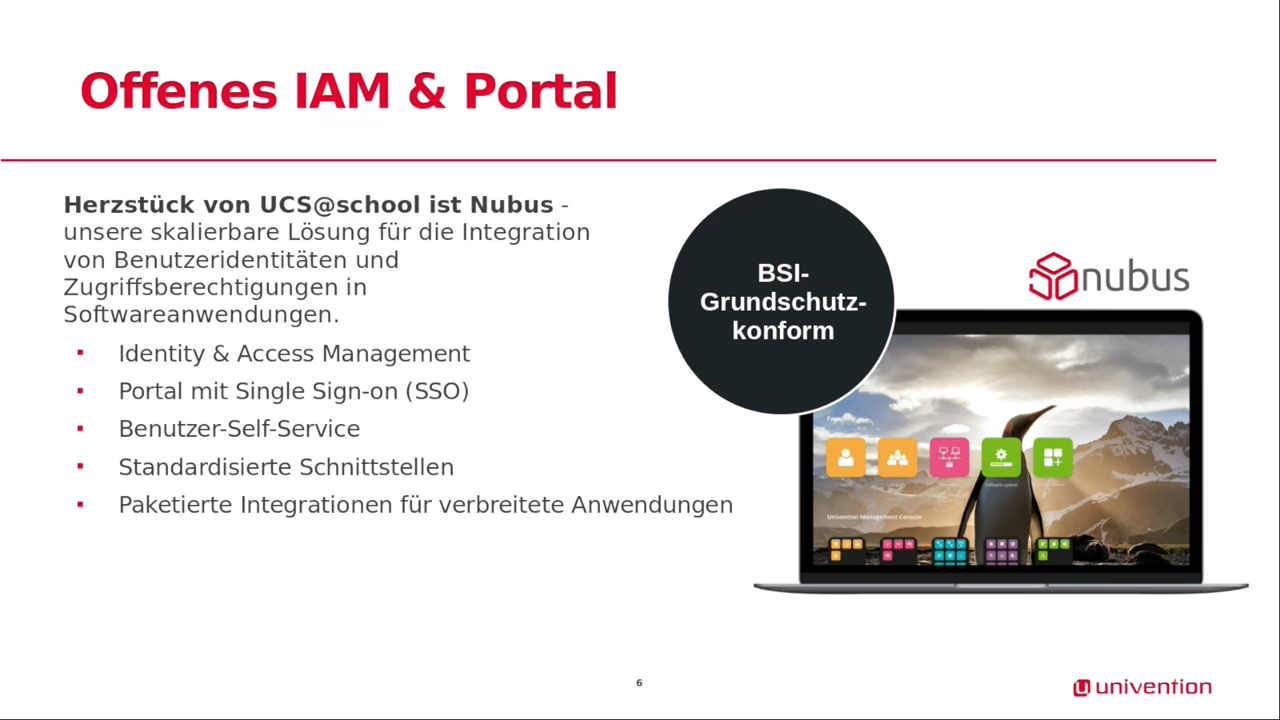 Offenes IAM & Portal
Herzstück von UCS@school ist Nubus -
unsere skalierbare Lösung für die Integration
von Benutzeridentitäten und
Zugriffsberechtigungen in
Softwareanwendungen.
▪ Identity & Access Management
▪ Portal mit Single Sign-on (SSO)
▪ Benutzer-Self-Service
▪ Standardisierte Schnittstellen
▪ Paketierte Integrationen für verbreitete Anwendungen
BSI-
Grundschutz-
konform
nubus
Software update
Univention Management Console
6
univention